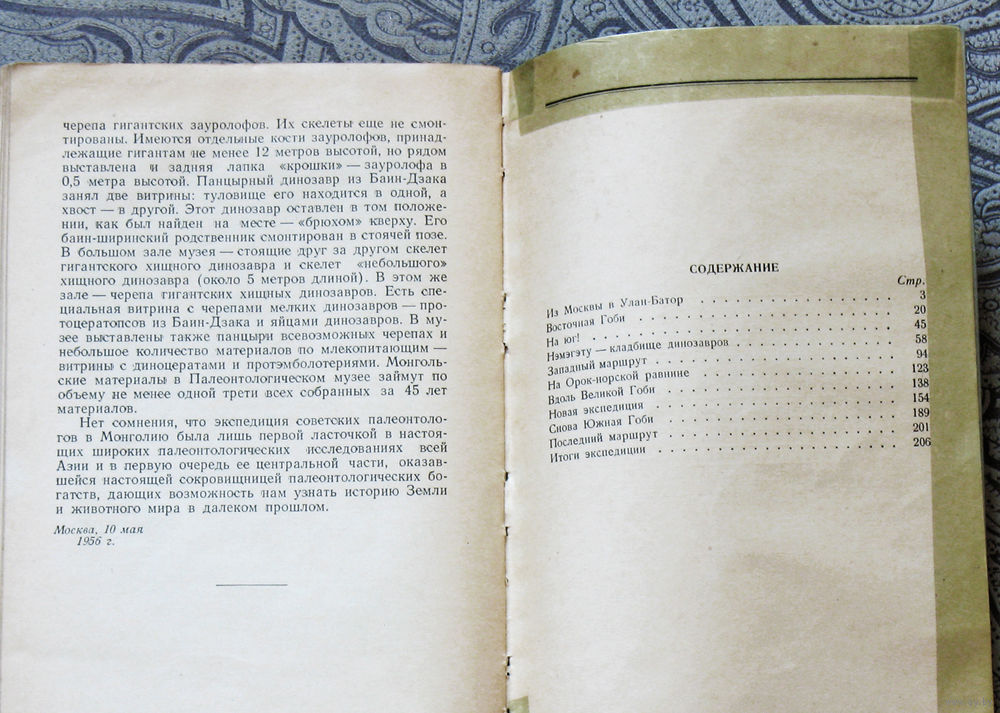 черепа гигантских зауролофов. Их скелеты еще не смон-
тированы. Имеются отдельные кости зауролофов, принад-
лежащие гигантам не менее 12 метров высотой, но рядом
выставлена и задняя лапка «крошки» — зауролофа в
0,5 метра высотой. Панцырный динозавр из Баин-Дзака
занял две витрины: туловище его находится в одной, а
хвост — в другой. Этот динозавр оставлен в том положе-
нии, как был найден на месте — «брюхом» кверху. Его
баин-ширинский родственник смонтирован в стоячей позе.
В большом зале музея — стоящие друг за другом скелет
гигантского хищного динозавра и скелет «небольшого»
хищного динозавра (около 5 метров длиной). В этом же
зале — черепа гигантских хищных динозавров. Есть спе-
циальная витрина с черепами мелких динозавров — про-
тоцератопсов из Баин-Дзака и яйцами динозавров. В му-
зее выставлены также панцыри всевозможных черепах и
небольшое количество материалов по млекопитающим —
витрины с диноцератами и протэмболотериями. Монголь-
ские материалы в Палеонтологическом музее займут по
объему не менее одной трети всех собранных за 45 лет
материалов.
Нет сомнения, что экспедиция советских палеонтоло-
гов в Монголию была лишь первой ласточкой в настоя-
щих широких палеонтологических исследованиях всей
Азии и в первую очередь ее центральной части, оказав-
шейся настоящей сокровищницей палеонтологических бо-
гатств, дающих возможность нам узнать историю Земли
и животного мира в далеком прошлом.
Москва, 10 мая
1956 г.
СОДЕРЖАНИЕ
Стр.
Из Москвы в Улан-Батор . . . . . . . . . . 3
Восточная Гоби . . . . . . . . . . 20
На юг! . . . . . . . . . . 45
Нэмэгэту — кладбище динозавров . . . . . . . . . . 58
Западный маршрут . . . . . . . . . . 94
На Орок-норской равнине . . . . . . . . . . 123
Вдоль Великой Гоби . . . . . . . . . . 138
Новая экспедиция . . . . . . . . . . 154
Снова Южная Гоби . . . . . . . . . . 189
Последний маршрут . . . . . . . . . . 201
Итоги экспедиции . . . . . . . . . . 206